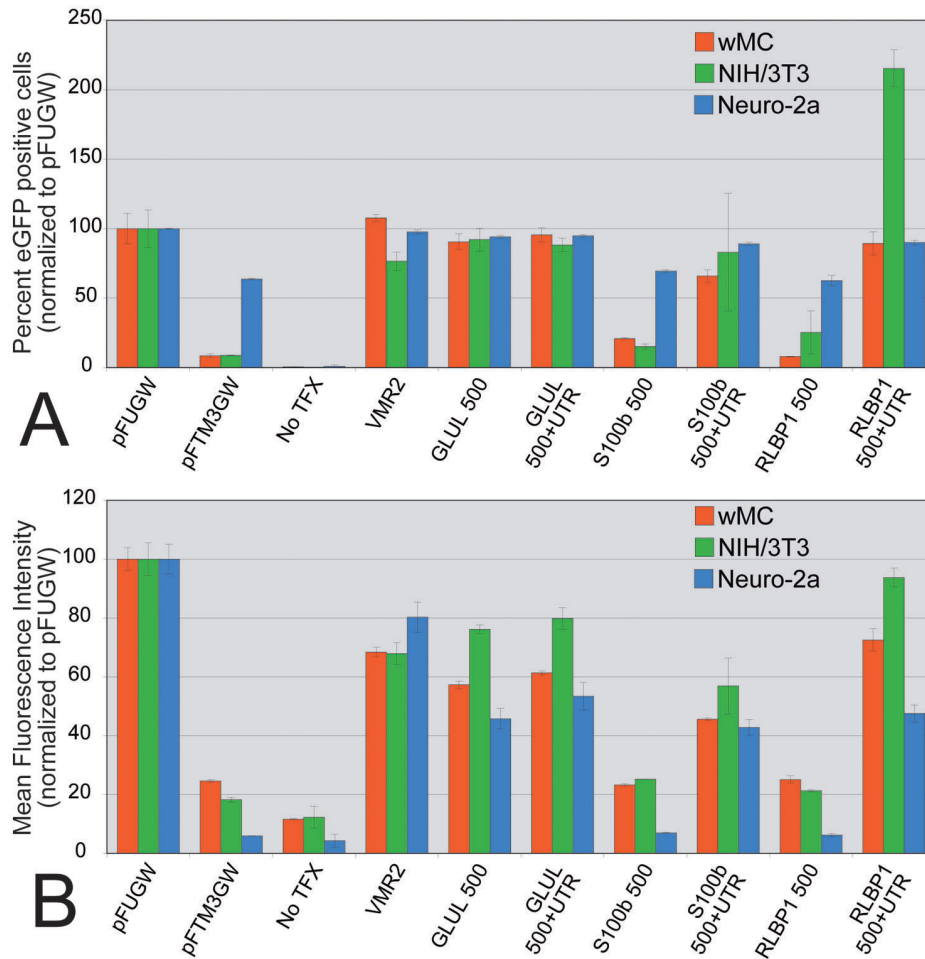 250
200
150
100
50
0
Percent eGFP positive cells
(normalized to pFUGW)
wMC
NIH/3T3
Neuro-2a
A
pFUGW
pFTM3GW
No TFX
VMR2
GLUL 500
GLUL
500+UTR
S100b 500
S100b
500+UTR
RLBP1 500
RLBP1
500+UTR
120
100
80
60
40
20
0
Mean Fluorescence Intensity
(normalized to pFUGW)
wMC
NIH/3T3
Neuro-2a
B
pFUGW
pFTM3GW
No TFX
VMR2
GLUL 500
GLUL
500+UTR
S100b 500
S100b
500+UTR
RLBP1 500
RLBP1
500+UTR